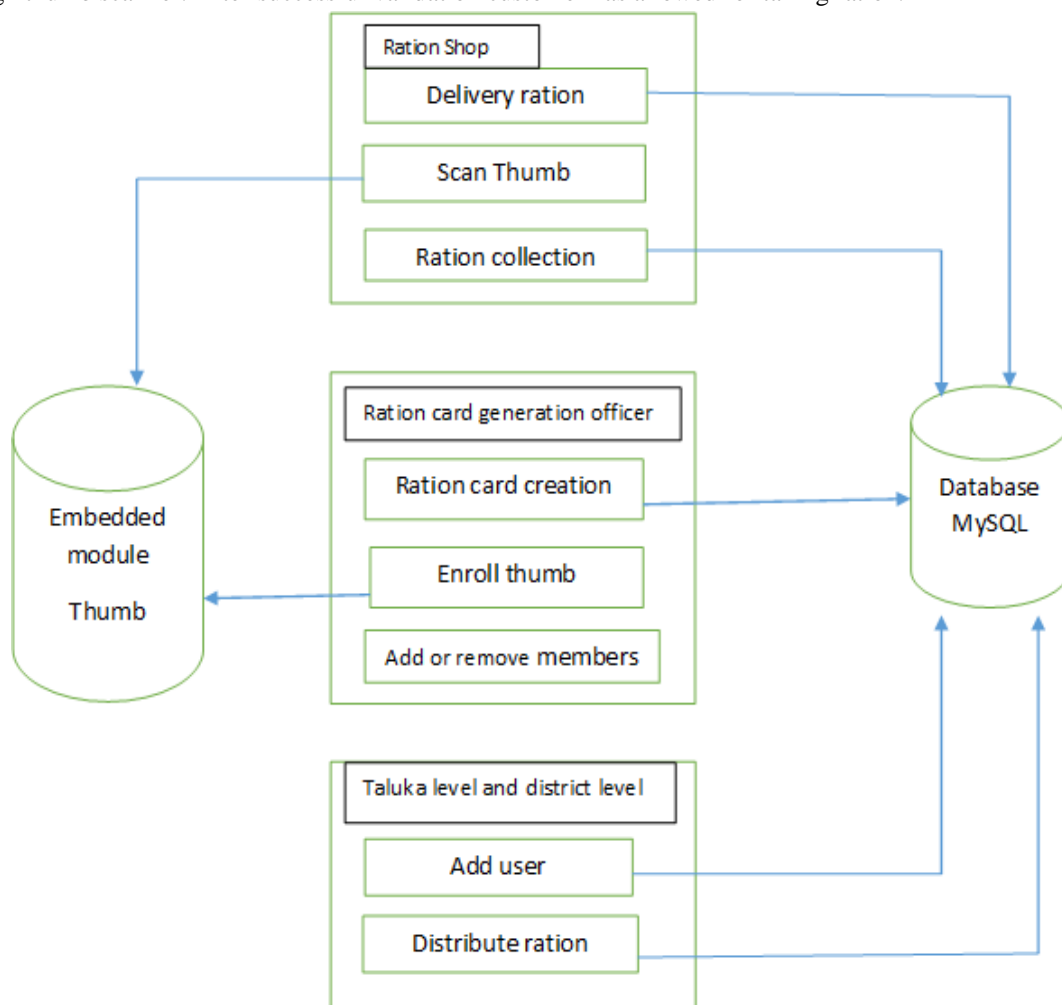 Ration Shop
Delivery ration
Scan Thumb
Ration collection
Ration card generation officer
Ration card creation
Enroll thumb
Add or remove members
Embedded
module
Thumb
Database
MySQL
Taluka level and district level
Add user
Distribute ration